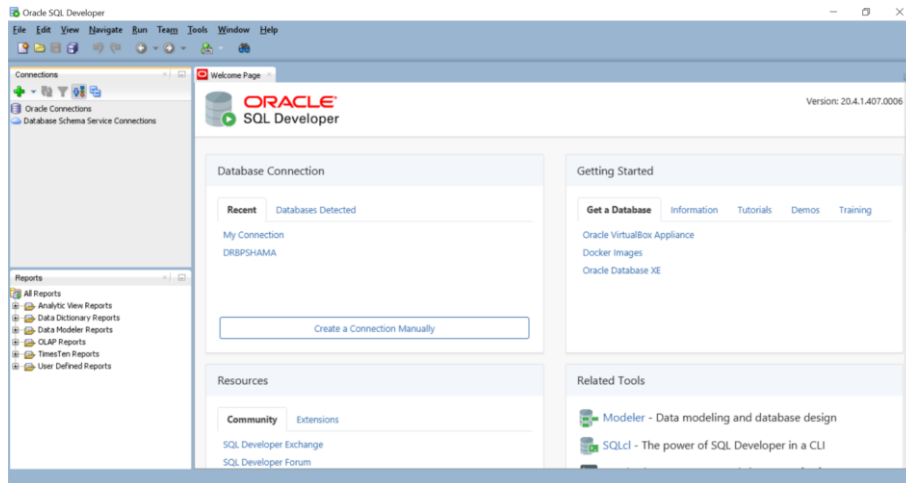 Oracle SQL Developer
File Edit View Navigate Run Team Tools Window Help
Connections
Oracle Connections
Database Schema Service Connections
Reports
All Reports
Analytic View Reports
Data Dictionary Reports
Data Modeler Reports
OLAP Reports
TimesTen Reports
User Defined Reports
Welcome Page
ORACLE
SQL Developer
Version: 20.4.1.407.0006
Database Connection
Recent Databases Detected
My Connection
DRBPSHAMA
Create a Connection Manually
Getting Started
Get a Database Information Tutorials Demos Training
Oracle VirtualBox Appliance
Docker Images
Oracle Database XE
Resources
Community Extensions
SQL Developer Exchange
SQL Developer Forum
Related Tools
Modeler - Data modeling and database design
SQLcl - The power of SQL Developer in a CLI